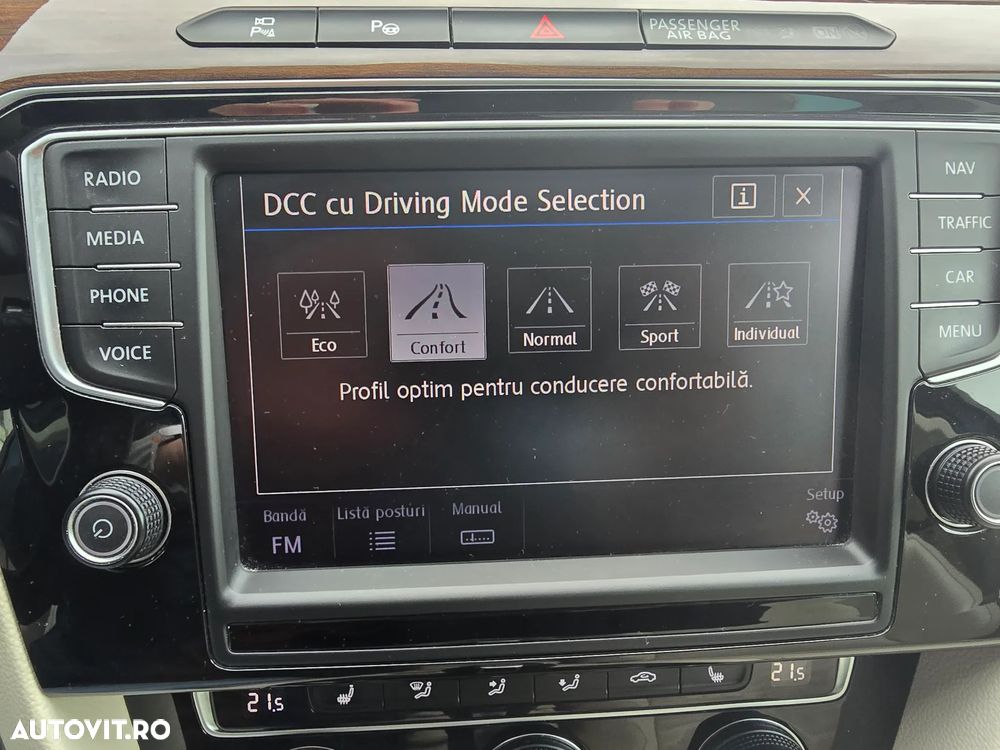 P
P
PASSENGER
AIR BAG
ON
RADIO
MEDIA
PHONE
VOICE
NAV
TRAFFIC
CAR
MENU
DCC cu Driving Mode Selection
i
X
Eco
Confort
Normal
Sport
Individual
Profil optim pentru conducere confortabilă.
Bandă
FM
Listă posturi
Manual
Setup
21.5
21.5
AUTOVIT.RO